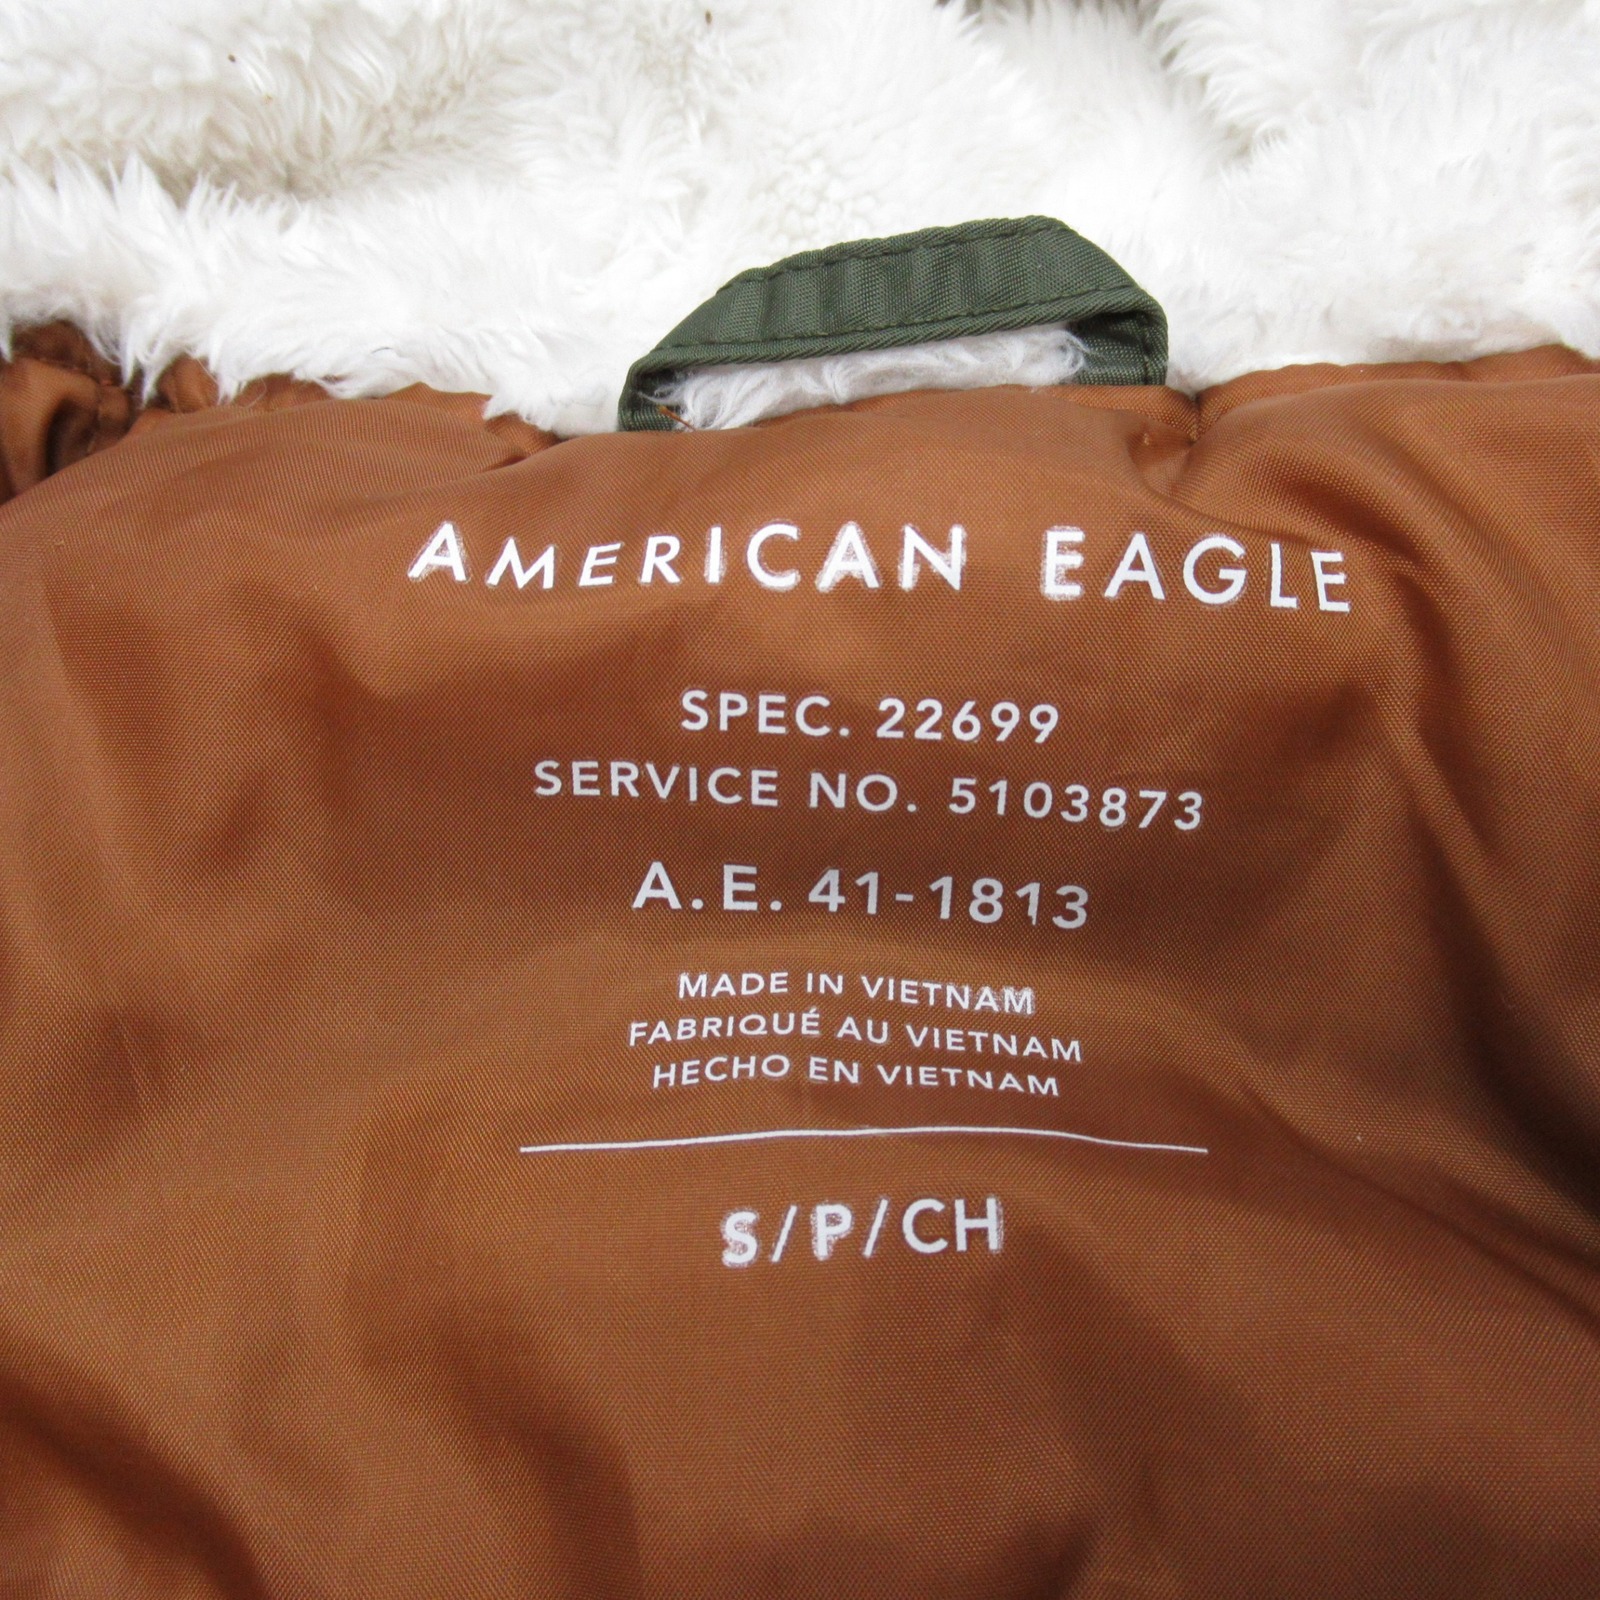 AMERICAN EAGLE
SPEC. 22699
SERVICE NO. 5103873
A.E. 41-1813
MADE IN VIETNAM
FABRIQUÉ AU VIETNAM
HECHO EN VIETNAM
S/P/CH